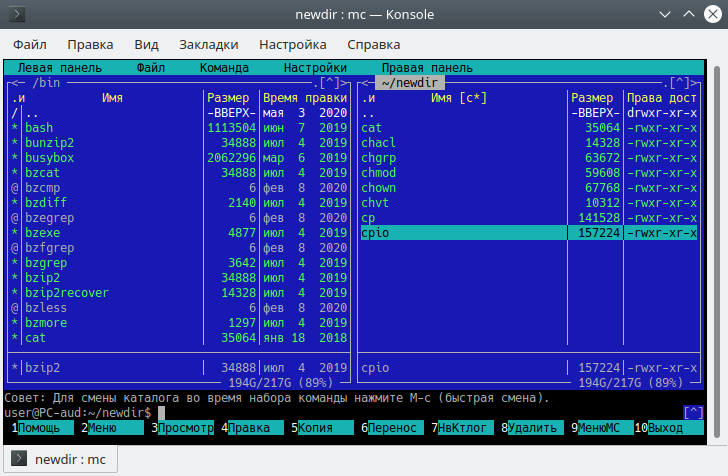 newdir : mc — Konsole
Файл Правка Вид Закладки Настройка Справка
Левая панель Файл Команда Настройки Правая панель
<— /bin .[^]> <— ~/newdir .[^]>
.и Имя Размер Время правки .и Имя [с*] Размер Права дост
/ .. -ВВЕРХ- мая 3 2020 .. -ВВЕРХ- drwxr-xr-x
* bash 1113504 июн 7 2019 cat 35064 -rwxr-xr-x
* bunzip2 34888 июл 4 2019 chacl 14328 -rwxr-xr-x
* busybox 2062296 мар 6 2019 chgrp 63672 -rwxr-xr-x
* bzcat 34888 июл 4 2019 chmod 59608 -rwxr-xr-x
@ bzcmp 6 фев 8 2020 chown 67768 -rwxr-xr-x
* bzdiff 2140 июл 4 2019 chvt 10312 -rwxr-xr-x
@ bzegrep 6 фев 8 2020 cp 141528 -rwxr-xr-x
* bzexe 4877 июл 4 2019 cpio 157224 -rwxr-xr-x
@ bzfgrep 6 фев 8 2020
* bzgrep 3642 июл 4 2019
* bzip2 34888 июл 4 2019
* bzip2recover 14328 июл 4 2019
@ bzless 6 фев 8 2020
* bzmore 1297 июл 4 2019
* cat 35064 янв 18 2018
* bzip2 34888 июл 4 2019 cpio 157224 -rwxr-xr-x
194G/217G (89%) 194G/217G (89%)
Совет: Для смены каталога во время набора команды нажмите M-c (быстрая смена).
user@PC-aud:~/newdir$ [^]
1Помощь 2Меню 3Просмотр 4Правка 5Копия 6Перенос 7НвКтлог 8Удалить 9МенюМС 10Выход
newdir : mc